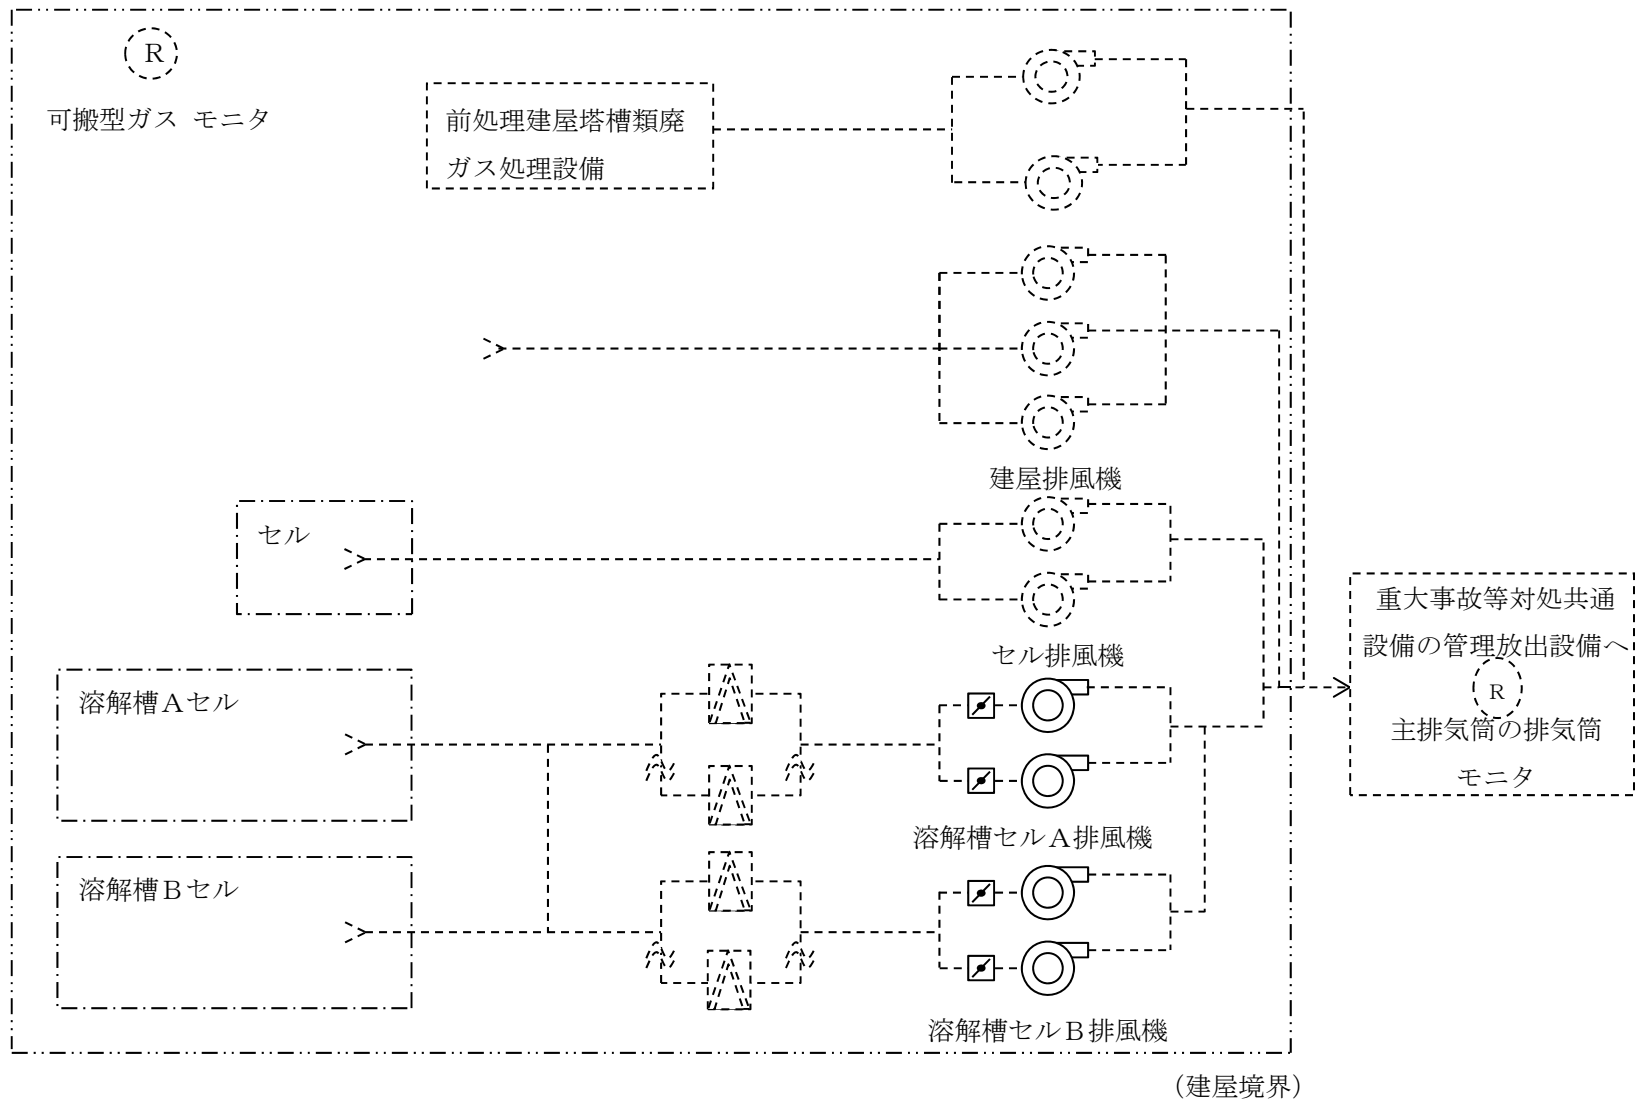 Ｒ
可搬型ガス モニタ
前処理建屋塔槽類廃
ガス処理設備
建屋排風機
セル
セル排風機
重大事故等対処共通
設備の管理放出設備へ
Ｒ
主排気筒の排気筒
モニタ
溶解槽Ａセル
溶解槽セルＡ排風機
溶解槽Ｂセル
溶解槽セルＢ排風機
（建屋境界）